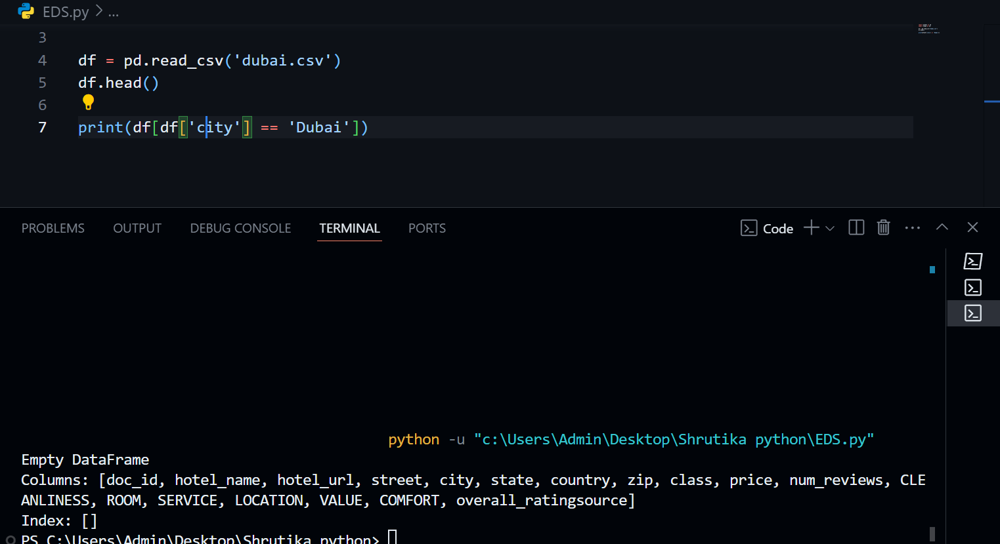 EDS.py > ...
3
4 df = pd.read_csv('dubai.csv')
5 df.head()
6
7 print(df[df['city'] == 'Dubai'])
PROBLEMS OUTPUT DEBUG CONSOLE TERMINAL PORTS Code
python -u "c:\Users\Admin\Desktop\Shrutika python\EDS.py"
Empty DataFrame
Columns: [doc_id, hotel_name, hotel_url, street, city, state, country, zip, class, price, num_reviews, CLE
ANLINESS, ROOM, SERVICE, LOCATION, VALUE, COMFORT, overall_ratingsource]
Index: []
PS C:\Users\Admin\Desktop\Shrutika python>